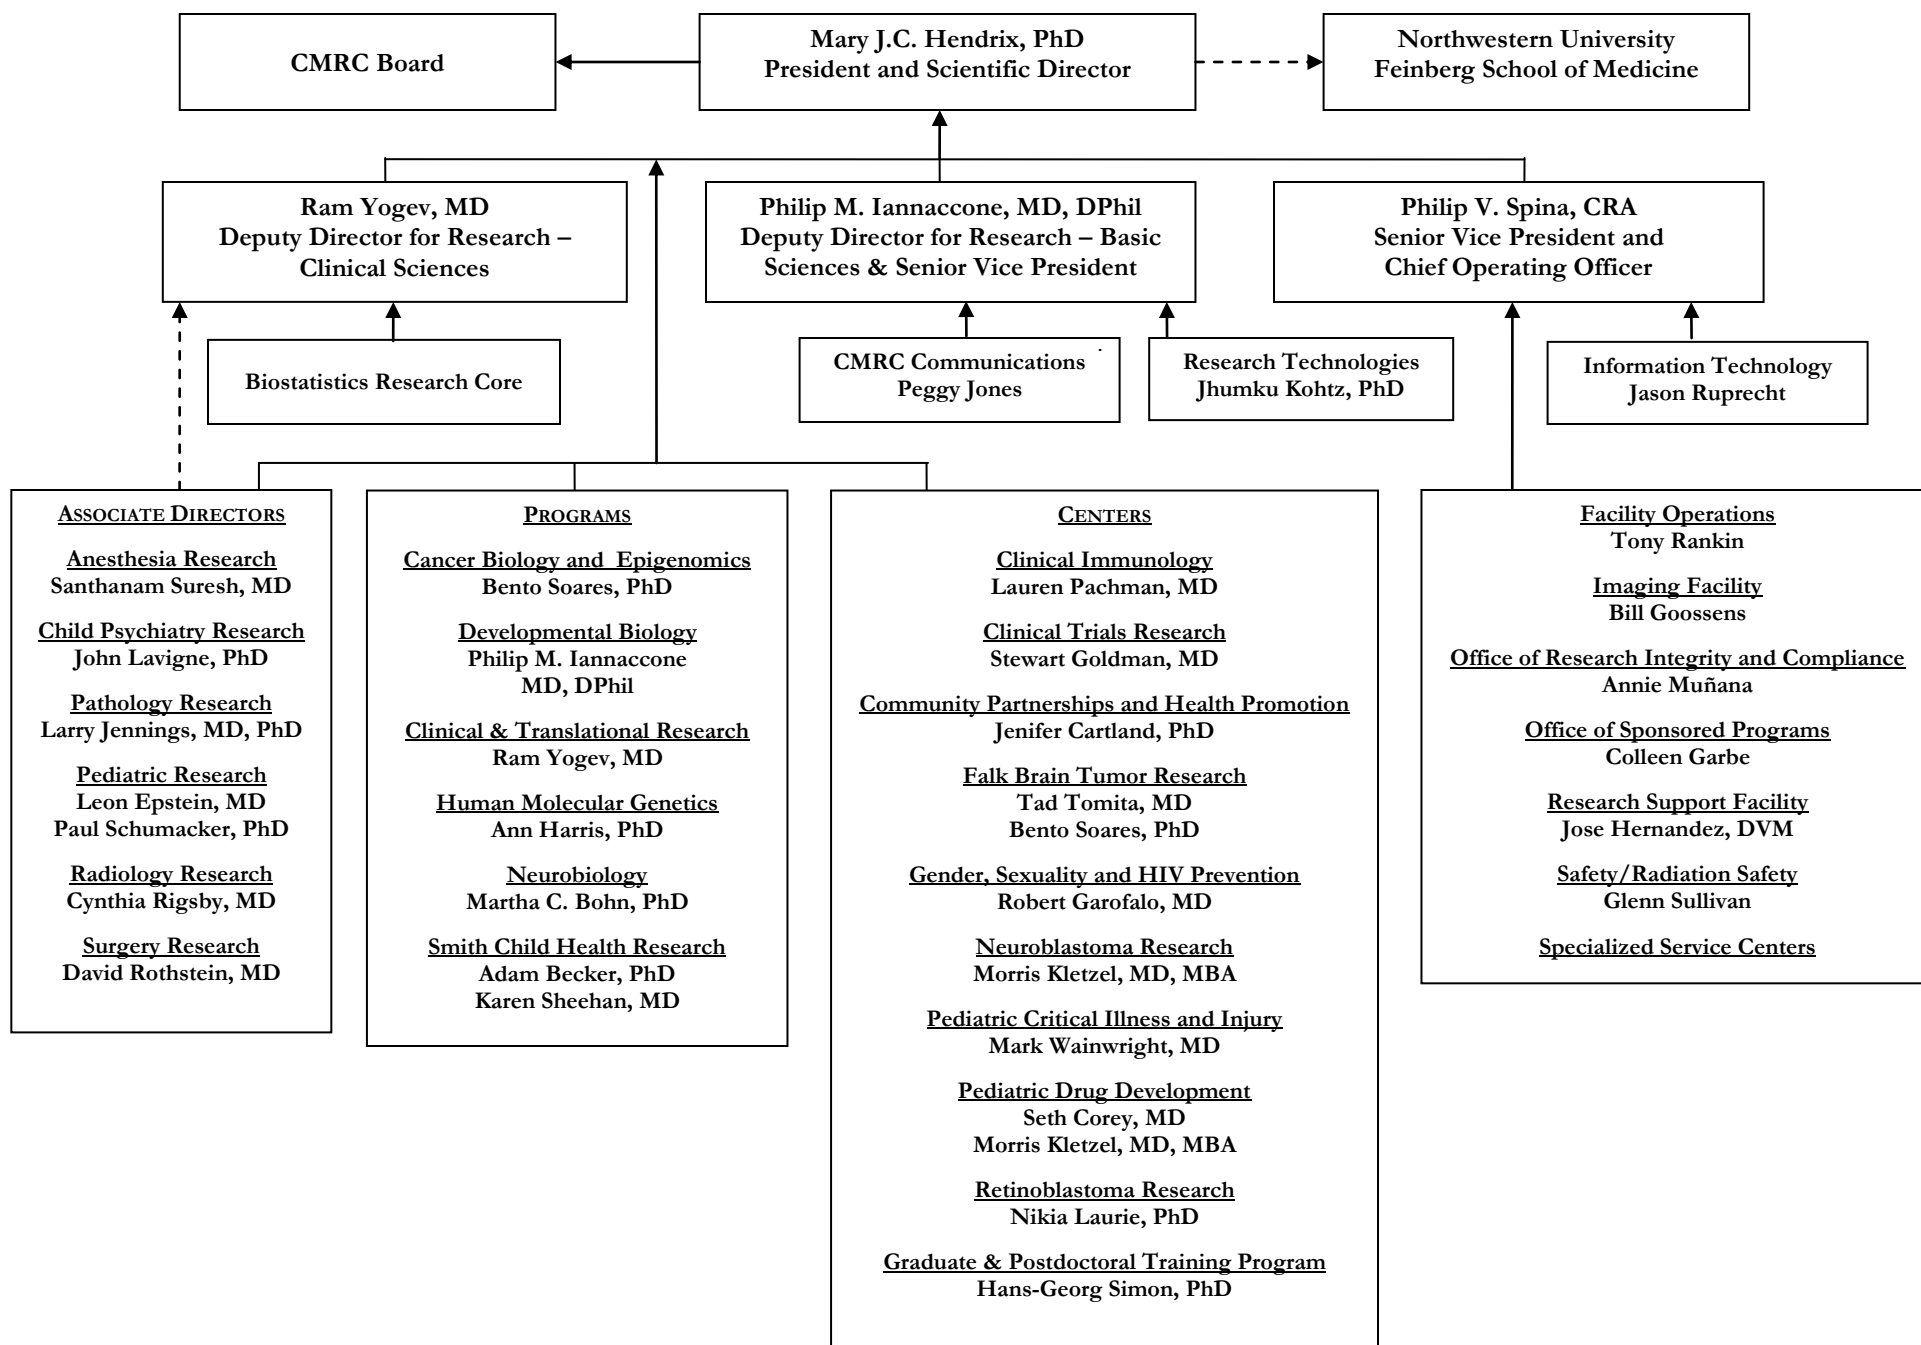 CMRC Board
Mary J.C. Hendrix, PhD
President and Scientific Director
Northwestern University
Feinberg School of Medicine
Ram Yogev, MD
Deputy Director for Research –
Clinical Sciences
Philip M. Iannaccone, MD, DPhil
Deputy Director for Research – Basic
Sciences & Senior Vice President
Philip V. Spina, CRA
Senior Vice President and
Chief Operating Officer
Biostatistics Research Core
CMRC Communications
Peggy Jones
Research Technologies
Jhumku Kohtz, PhD
Information Technology
Jason Ruprecht
ASSOCIATE DIRECTORS
Anesthesia Research
Santhanam Suresh, MD
Child Psychiatry Research
John Lavigne, PhD
Pathology Research
Larry Jennings, MD, PhD
Pediatric Research
Leon Epstein, MD
Paul Schumacker, PhD
Radiology Research
Cynthia Rigsby, MD
Surgery Research
David Rothstein, MD
PROGRAMS
Cancer Biology and Epigenomics
Bento Soares, PhD
Developmental Biology
Philip M. Iannaccone
MD, DPhil
Clinical & Translational Research
Ram Yogev, MD
Human Molecular Genetics
Ann Harris, PhD
Neurobiology
Martha C. Bohn, PhD
Smith Child Health Research
Adam Becker, PhD
Karen Sheehan, MD
CENTERS
Clinical Immunology
Lauren Pachman, MD
Clinical Trials Research
Stewart Goldman, MD
Community Partnerships and Health Promotion
Jenifer Cartland, PhD
Falk Brain Tumor Research
Tad Tomita, MD
Bento Soares, PhD
Gender, Sexuality and HIV Prevention
Robert Garofalo, MD
Neuroblastoma Research
Morris Kletzel, MD, MBA
Pediatric Critical Illness and Injury
Mark Wainwright, MD
Pediatric Drug Development
Seth Corey, MD
Morris Kletzel, MD, MBA
Retinoblastoma Research
Nikia Laurie, PhD
Graduate & Postdoctoral Training Program
Hans-Georg Simon, PhD
Facility Operations
Tony Rankin
Imaging Facility
Bill Goossens
Office of Research Integrity and Compliance
Annie Muñana
Office of Sponsored Programs
Colleen Garbe
Research Support Facility
Jose Hernandez, DVM
Safety/Radiation Safety
Glenn Sullivan
Specialized Service Centers